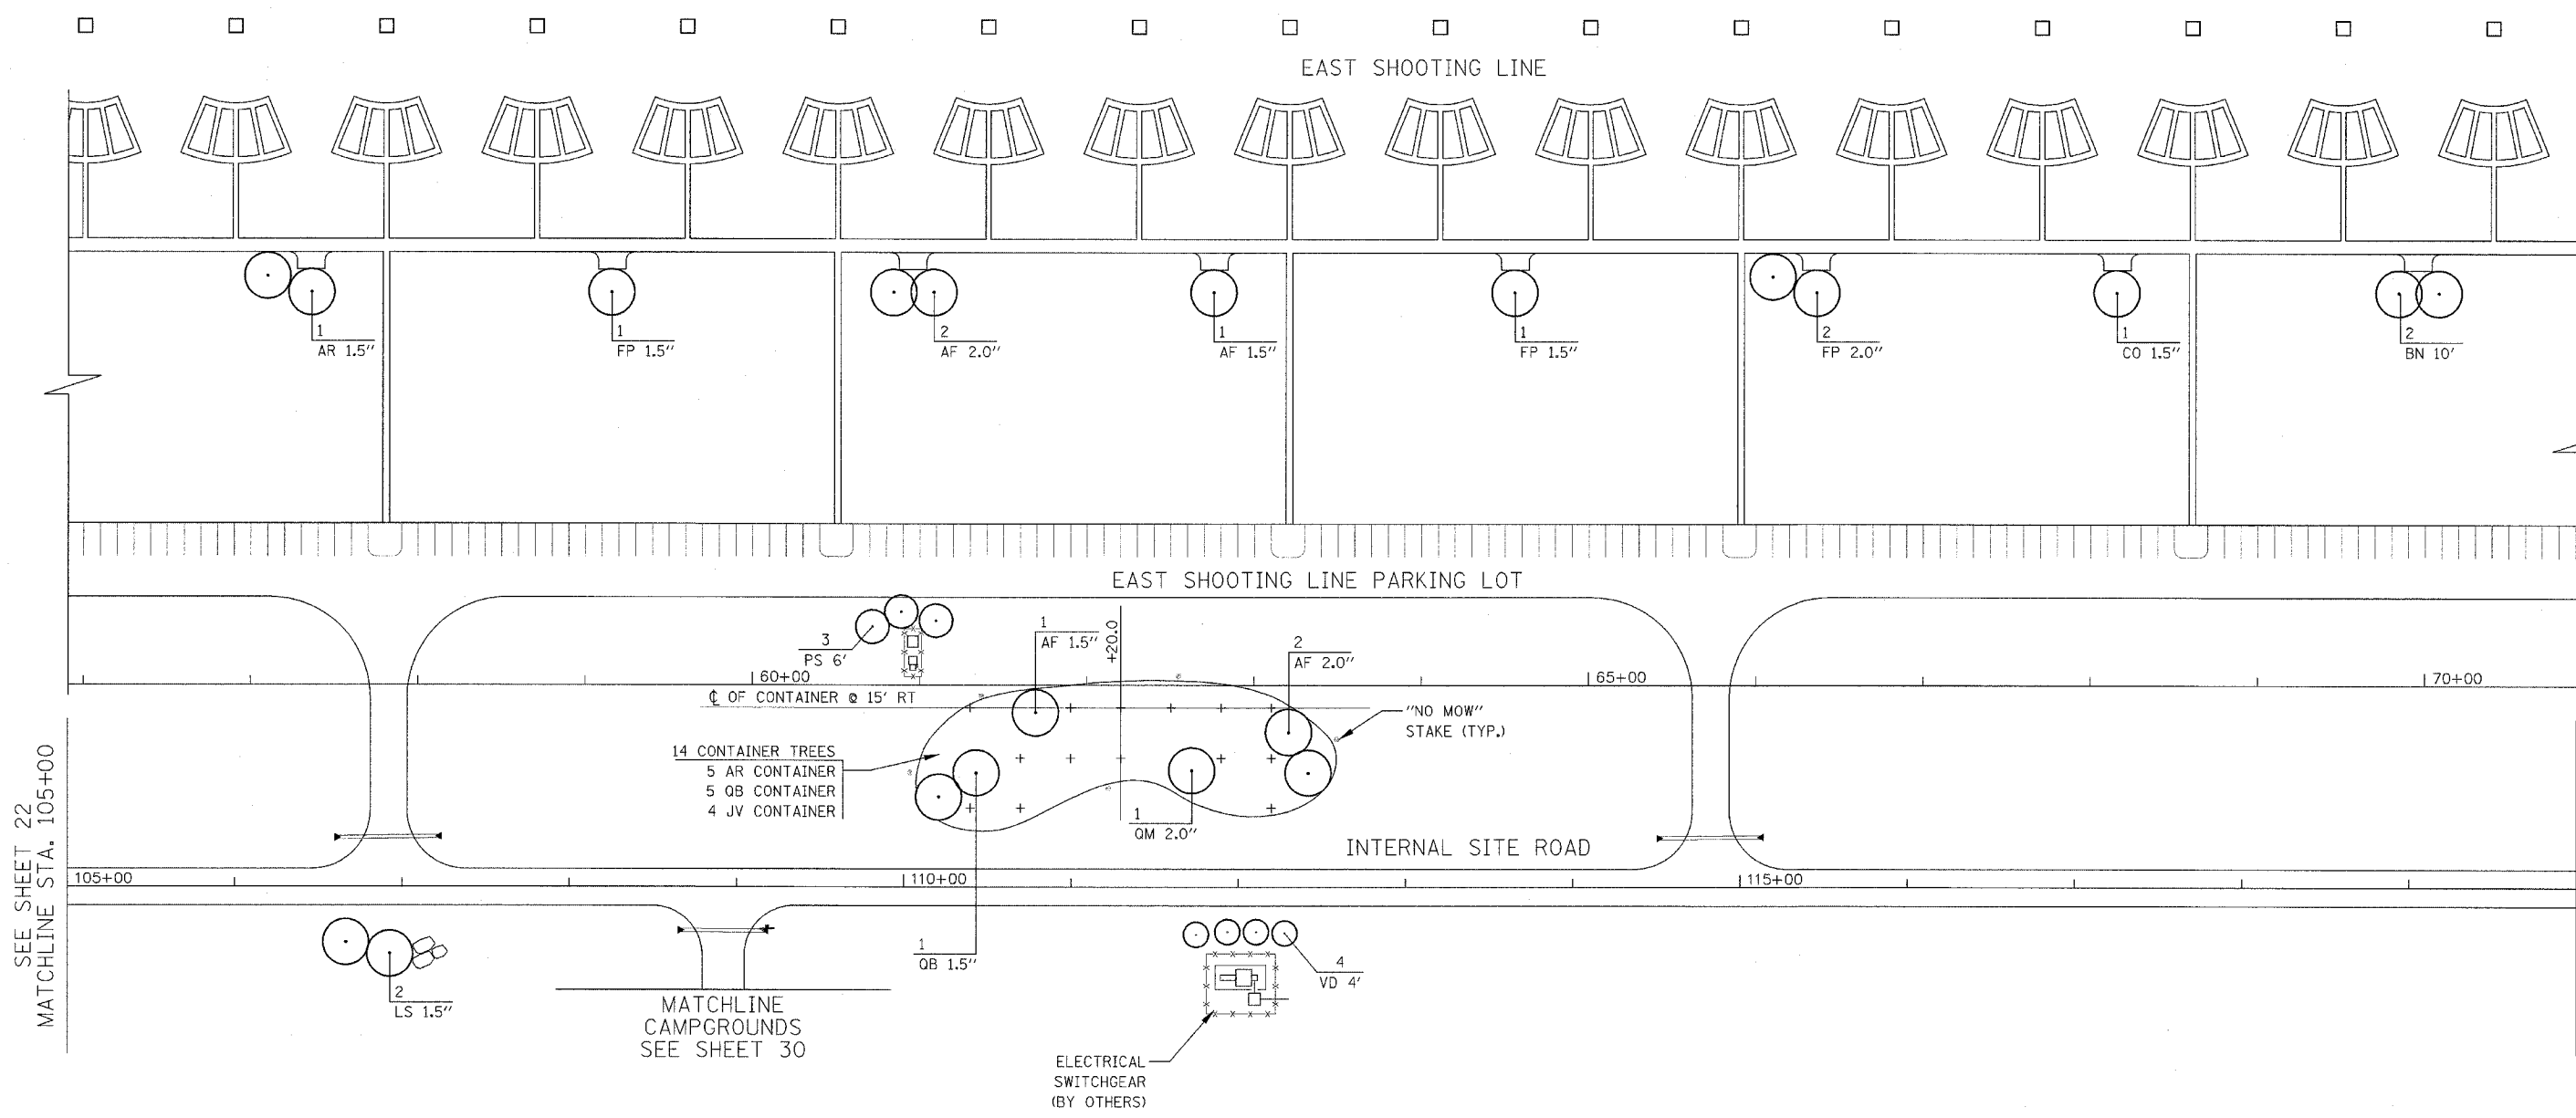 EAST SHOOTING LINE
1
AR 1.5"
1
FP 1.5"
2
AF 2.0"
1
AF 1.5"
1
FP 1.5"
2
FP 2.0"
1
CO 1.5"
2
BN 10'
EAST SHOOTING LINE PARKING LOT
3
PS 6'
1
AF 1.5"
+20.0
2
AF 2.0"
60+00
65+00
70+00
℄ OF CONTAINER @ 15' RT
"NO MOW"
STAKE (TYP.)
14 CONTAINER TREES
5 AR CONTAINER
5 QB CONTAINER
4 JV CONTAINER
1
QM 2.0"
INTERNAL SITE ROAD
SEE SHEET 22
MATCHLINE STA. 105+00
105+00
110+00
115+00
1
QB 1.5"
2
LS 1.5"
4
VD 4'
MATCHLINE
CAMPGROUNDS
SEE SHEET 30
ELECTRICAL
SWITCHGEAR
(BY OTHERS)